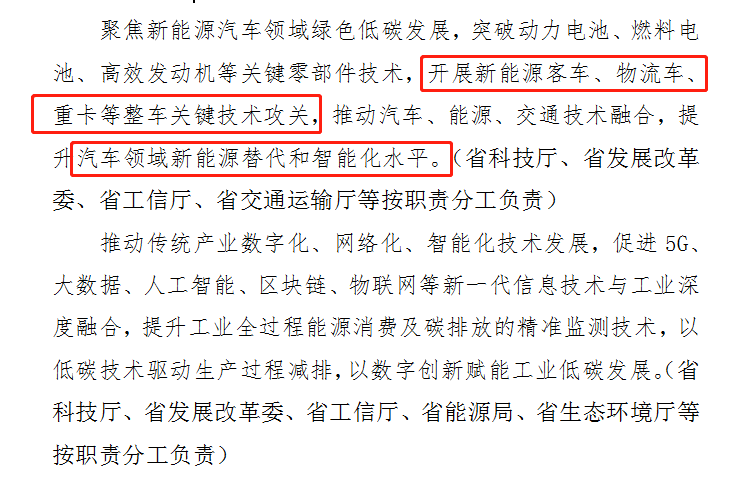 聚焦新能源汽车领域绿色低碳发展，突破动力电池、燃料电
池、高效发动机等关键零部件技术，开展新能源客车、物流车、
重卡等整车关键技术攻关，推动汽车、能源、交通技术融合，提
升汽车领域新能源替代和智能化水平。（省科技厅、省发展改革
委、省工信厅、省交通运输厅等按职责分工负责）
推动传统产业数字化、网络化、智能化技术发展，促进 5G、
大数据、人工智能、区块链、物联网等新一代信息技术与工业深
度融合，提升工业全过程能源消费及碳排放的精准监测技术，以
低碳技术驱动生产过程减排，以数字创新赋能工业低碳发展。（省
科技厅、省发展改革委、省工信厅、省能源局、省生态环境厅等
按职责分工负责）